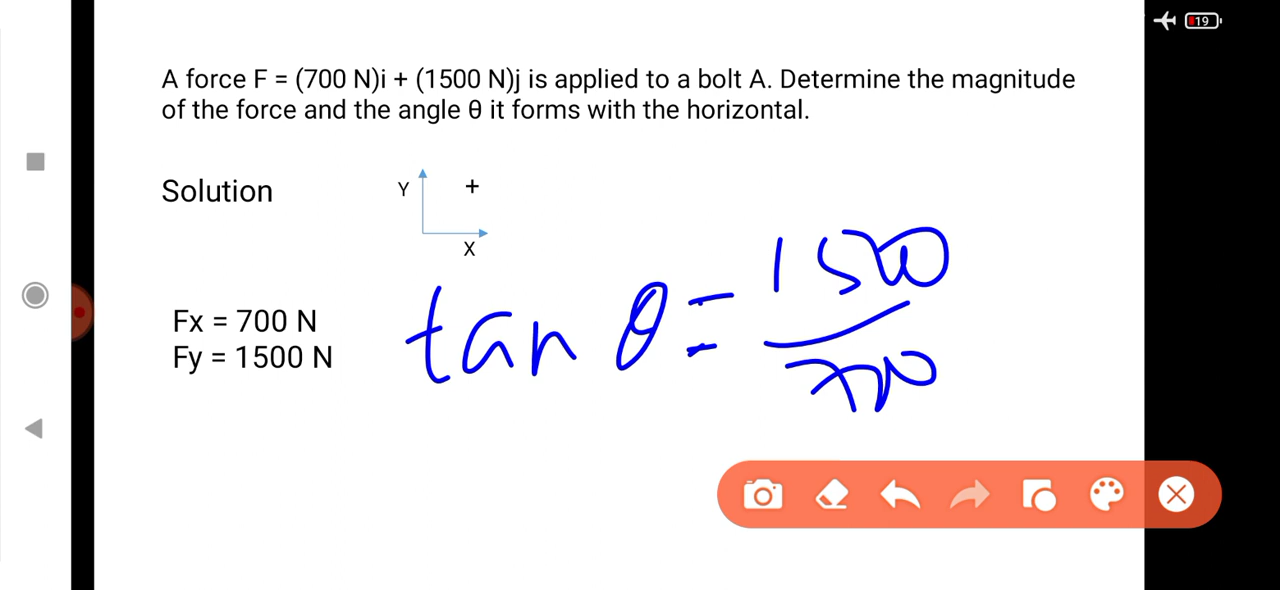 19
A force F = (700 N)i + (1500 N)j is applied to a bolt A. Determine the magnitude
of the force and the angle θ it forms with the horizontal.
Solution
Y
+
X
Fx = 700 N
Fy = 1500 N
tan θ = 1500
700